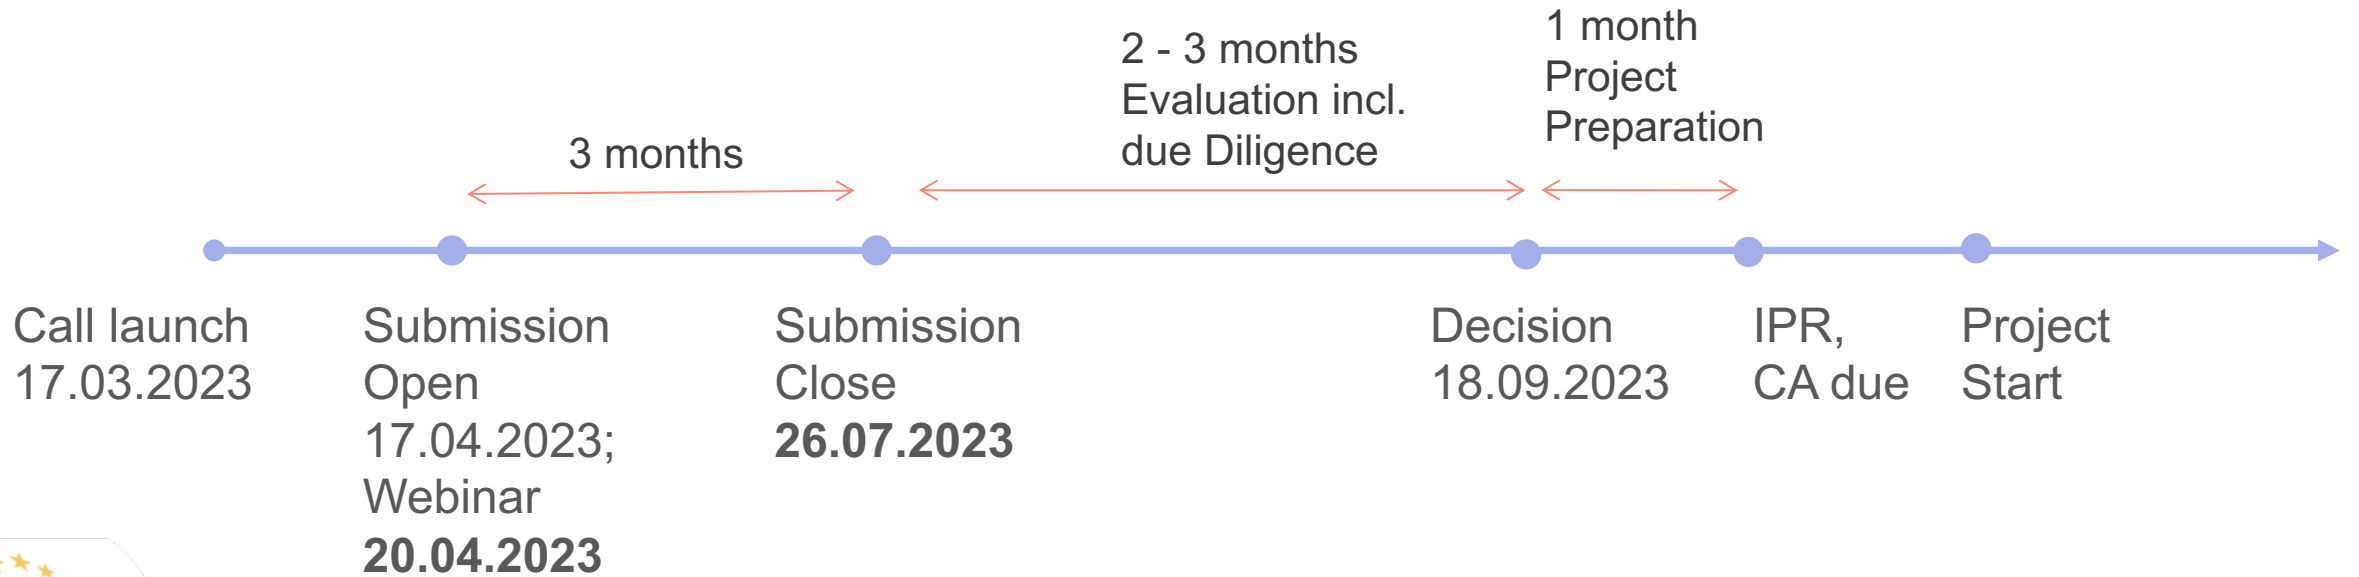 3 months
2 - 3 months
Evaluation incl.
due Diligence
1 month
Project
Preparation
Call launch
17.03.2023
Submission
Open
17.04.2023;
Webinar
20.04.2023
Submission
Close
26.07.2023
Decision
18.09.2023
IPR,
CA due
Project
Start